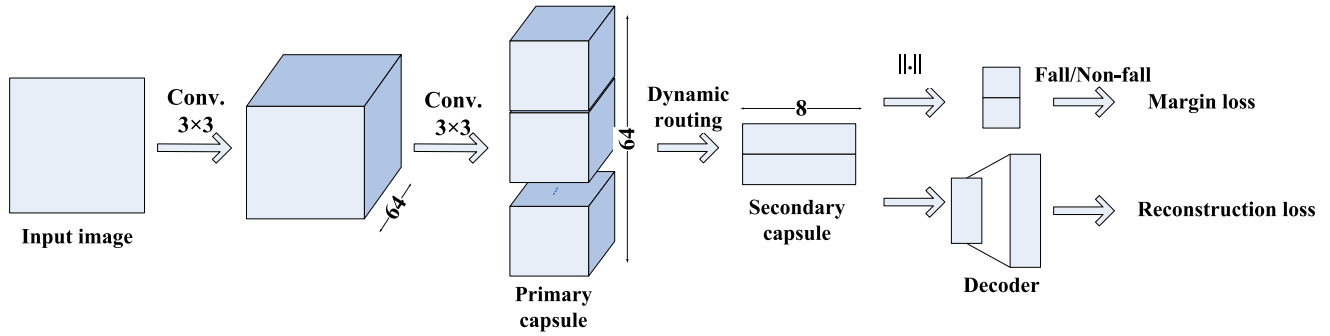 Input image
Conv.
3×3
64
Conv.
3×3
64
Primary
capsule
Dynamic
routing
8
Secondary
capsule
||.||
Fall/Non-fall
Margin loss
Decoder
Reconstruction loss